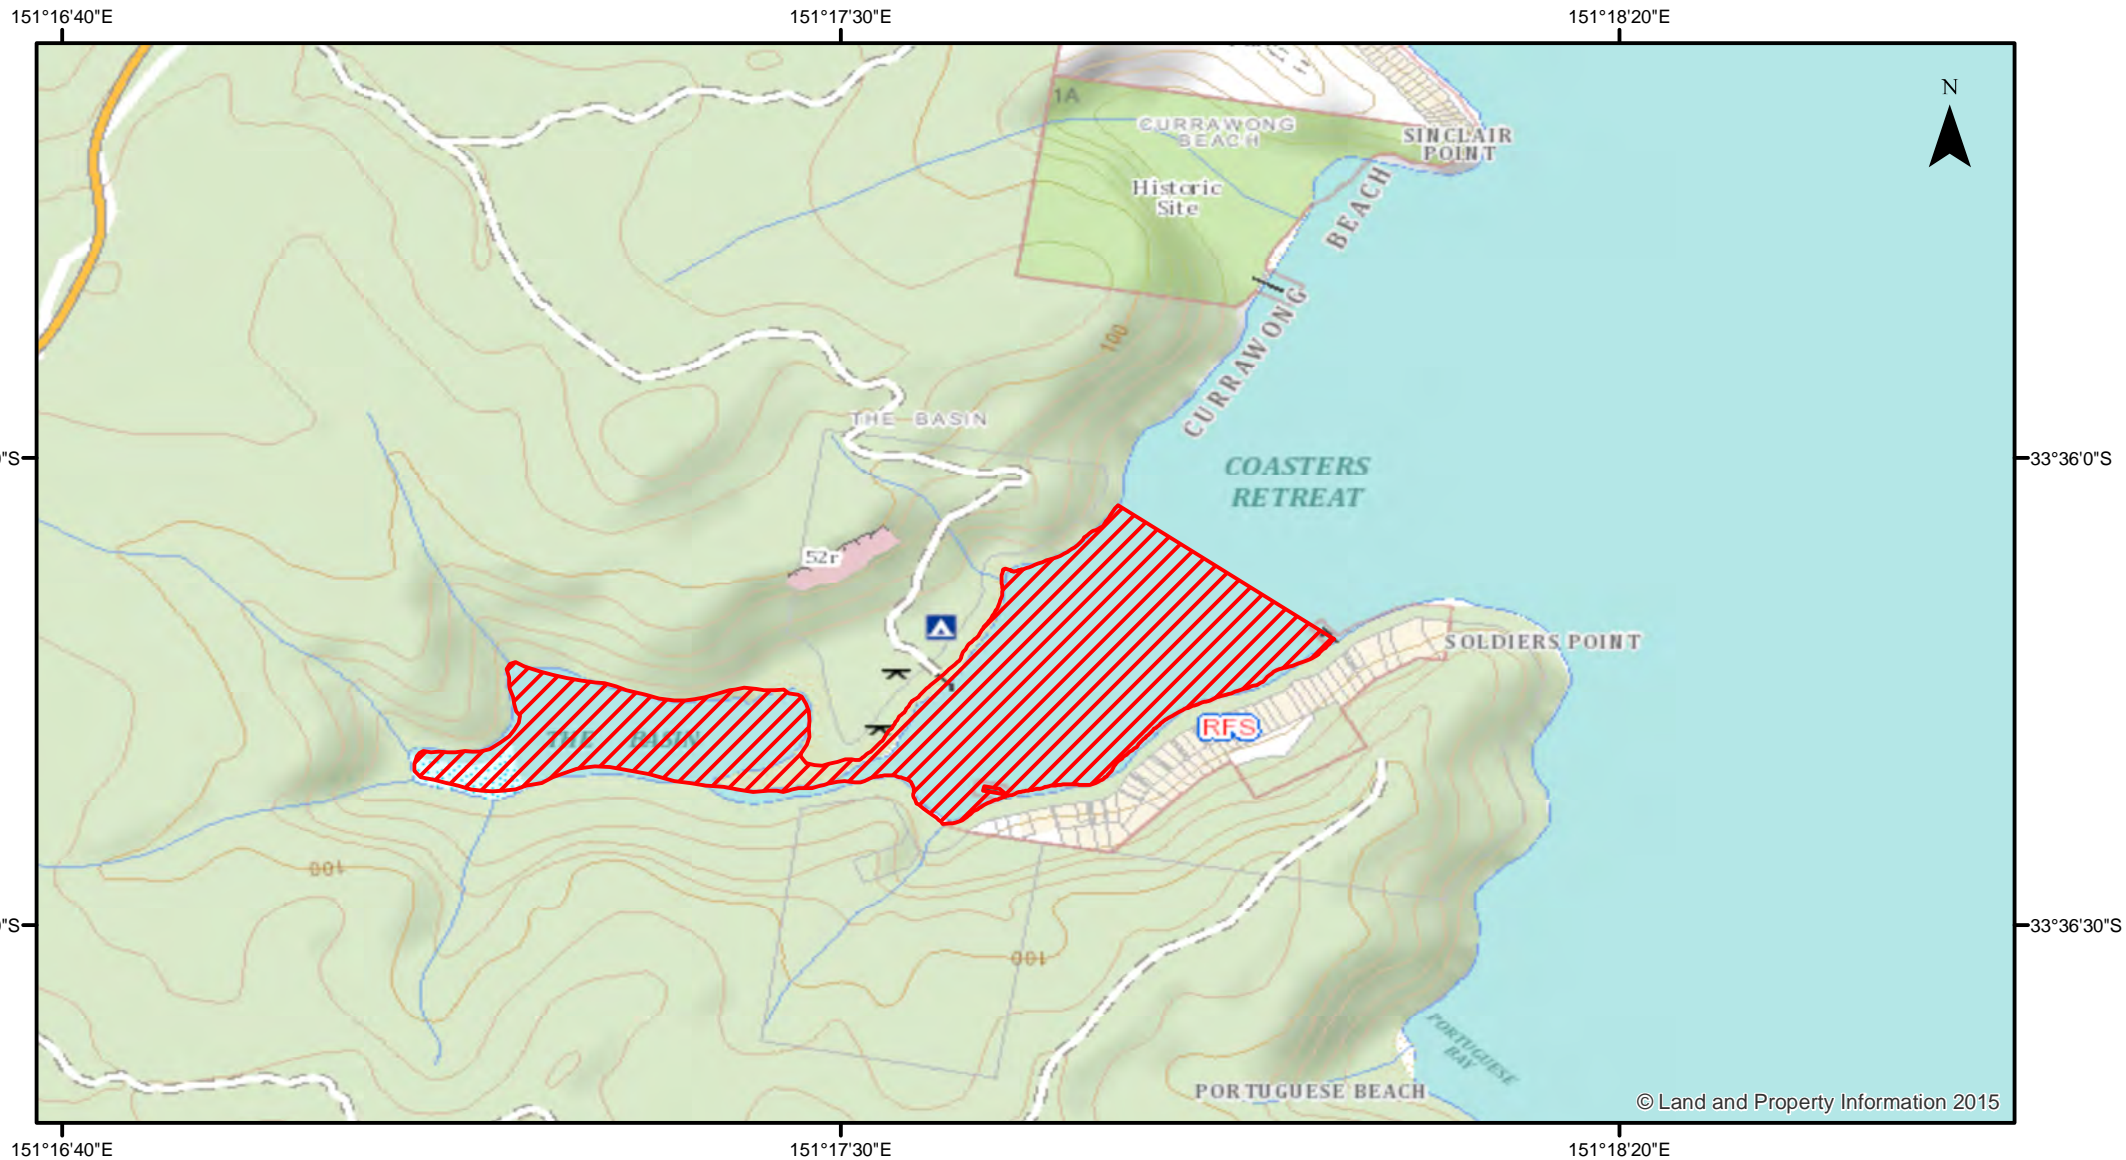 151°16'40"E
151°17'30"E
151°18'20"E
N
1A
CURRAWONG
BEACH
SINCLAIR
POINT
Historic
Site
CURRAWONG BEACH
100
THE BASIN
COASTERS
RETREAT
"S
33°36'0"S
52r
SOLDIERS POINT
RFS
THE BASIN
100
100
"S
33°36'30"S
PORTUGUESE
BAY
PORTUGUESE BEACH
© Land and Property Information 2015
151°16'40"E
151°17'30"E
151°18'20"E